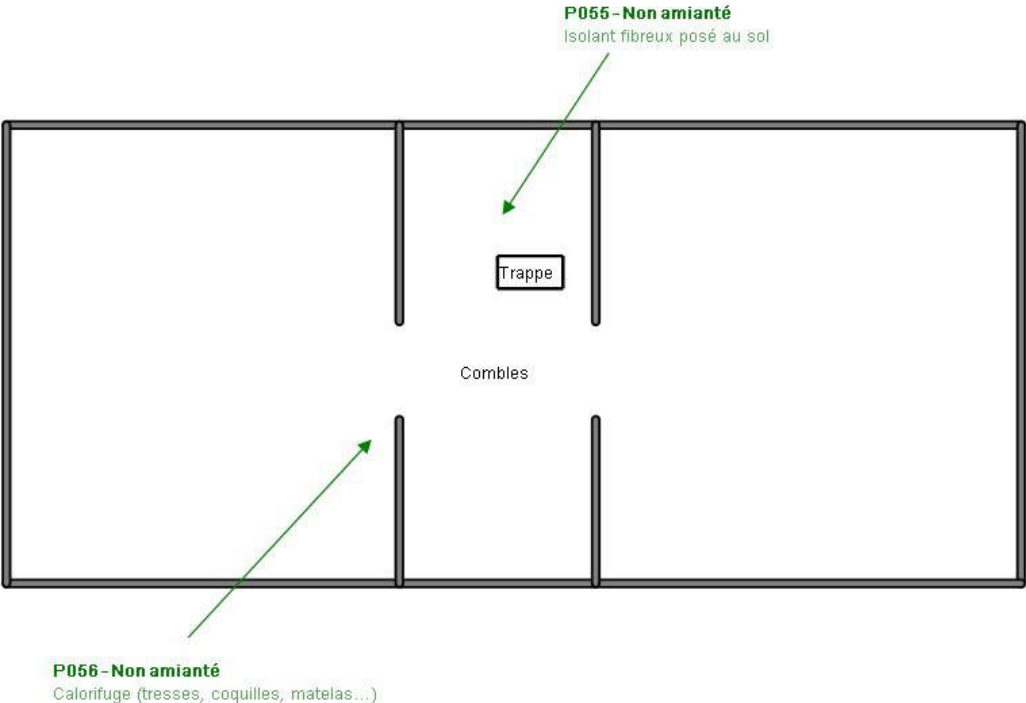 P055-Non amianté
Isolant fibreux posé au sol
Trappe
Combles
P056-Non amianté
Calorifuge (tresses, coquilles, matelas...)